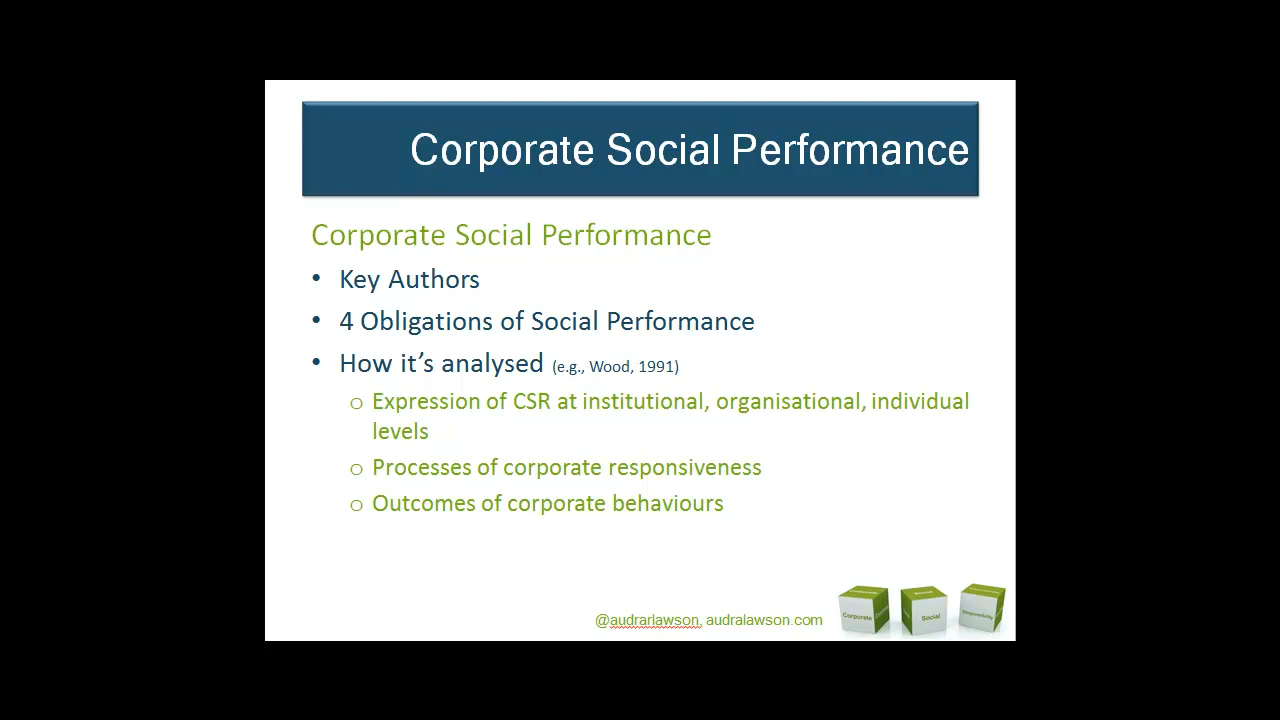 Corporate Social Performance
Corporate Social Performance
• Key Authors
• 4 Obligations of Social Performance
• How it's analysed (e.g., Wood, 1991)
o Expression of CSR at institutional, organisational, individual
levels
o Processes of corporate responsiveness
o Outcomes of corporate behaviours
@audrarlawson, audralawson.com
Corporate
Social
Responsibility